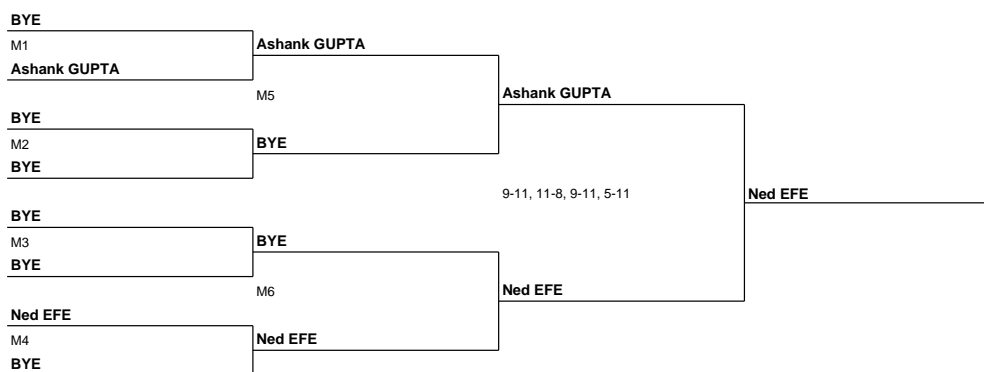 BYE
M1
Ashank GUPTA
Ashank GUPTA
M5
BYE
M2
BYE
BYE
Ashank GUPTA
9-11, 11-8, 9-11, 5-11
Ned EFE
BYE
M3
BYE
BYE
M6
Ned EFE
M4
BYE
Ned EFE
Ned EFE